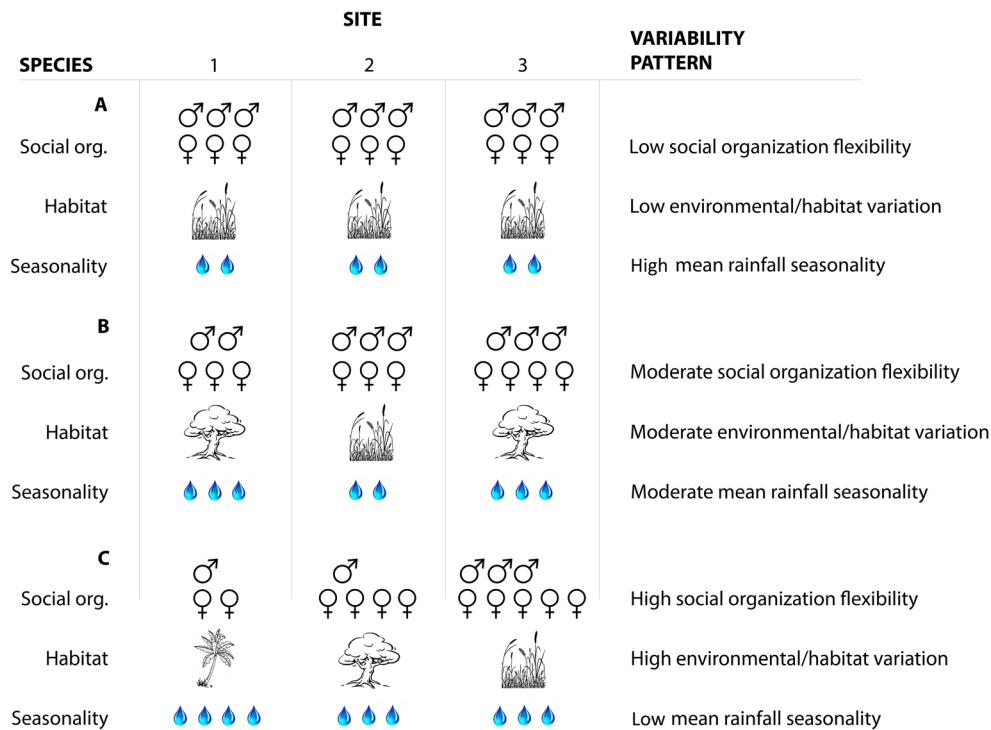 SITE
VARIABILITY
PATTERN
SPECIES 1 2 3
A
Social org. Low social organization flexibility
Habitat Low environmental/habitat variation
Seasonality High mean rainfall seasonality
B
Social org. Moderate social organization flexibility
Habitat Moderate environmental/habitat variation
Seasonality Moderate mean rainfall seasonality
C
Social org. High social organization flexibility
Habitat High environmental/habitat variation
Seasonality Low mean rainfall seasonality